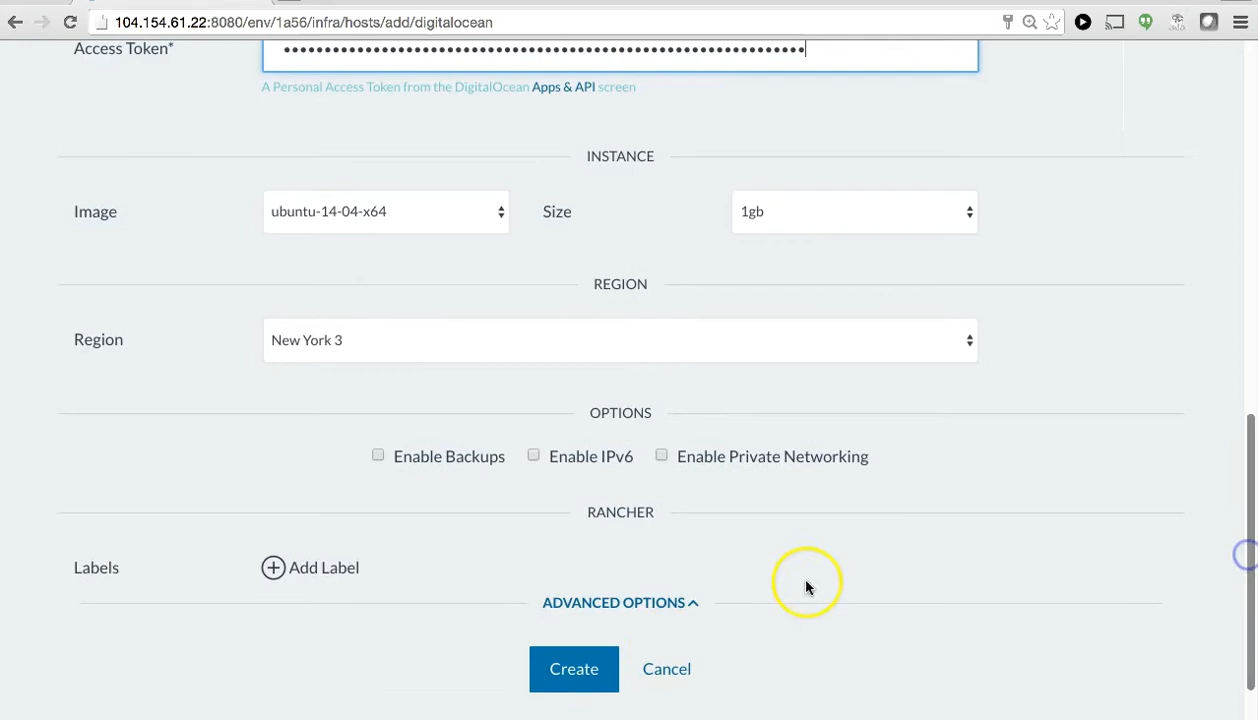 104.154.61.22:8080/env/1a56/infra/hosts/add/digitalocean
Access Token*
A Personal Access Token from the DigitalOcean Apps & API screen
INSTANCE
Image ubuntu-14-04-x64 Size 1gb
REGION
Region New York 3
OPTIONS
Enable Backups Enable IPv6 Enable Private Networking
RANCHER
Labels Add Label
ADVANCED OPTIONS
Create Cancel